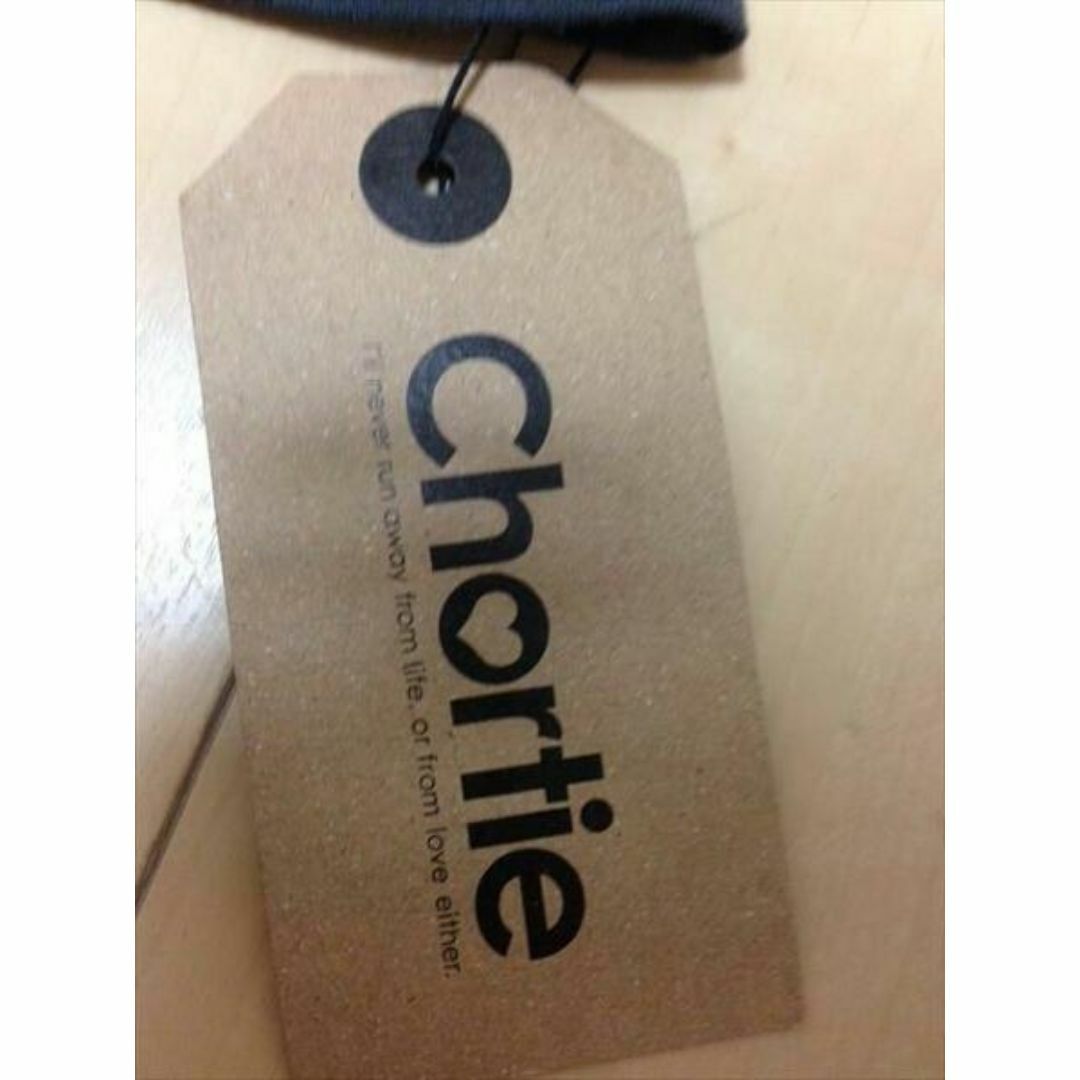 chortie
I'll never run away from life, or from love either.